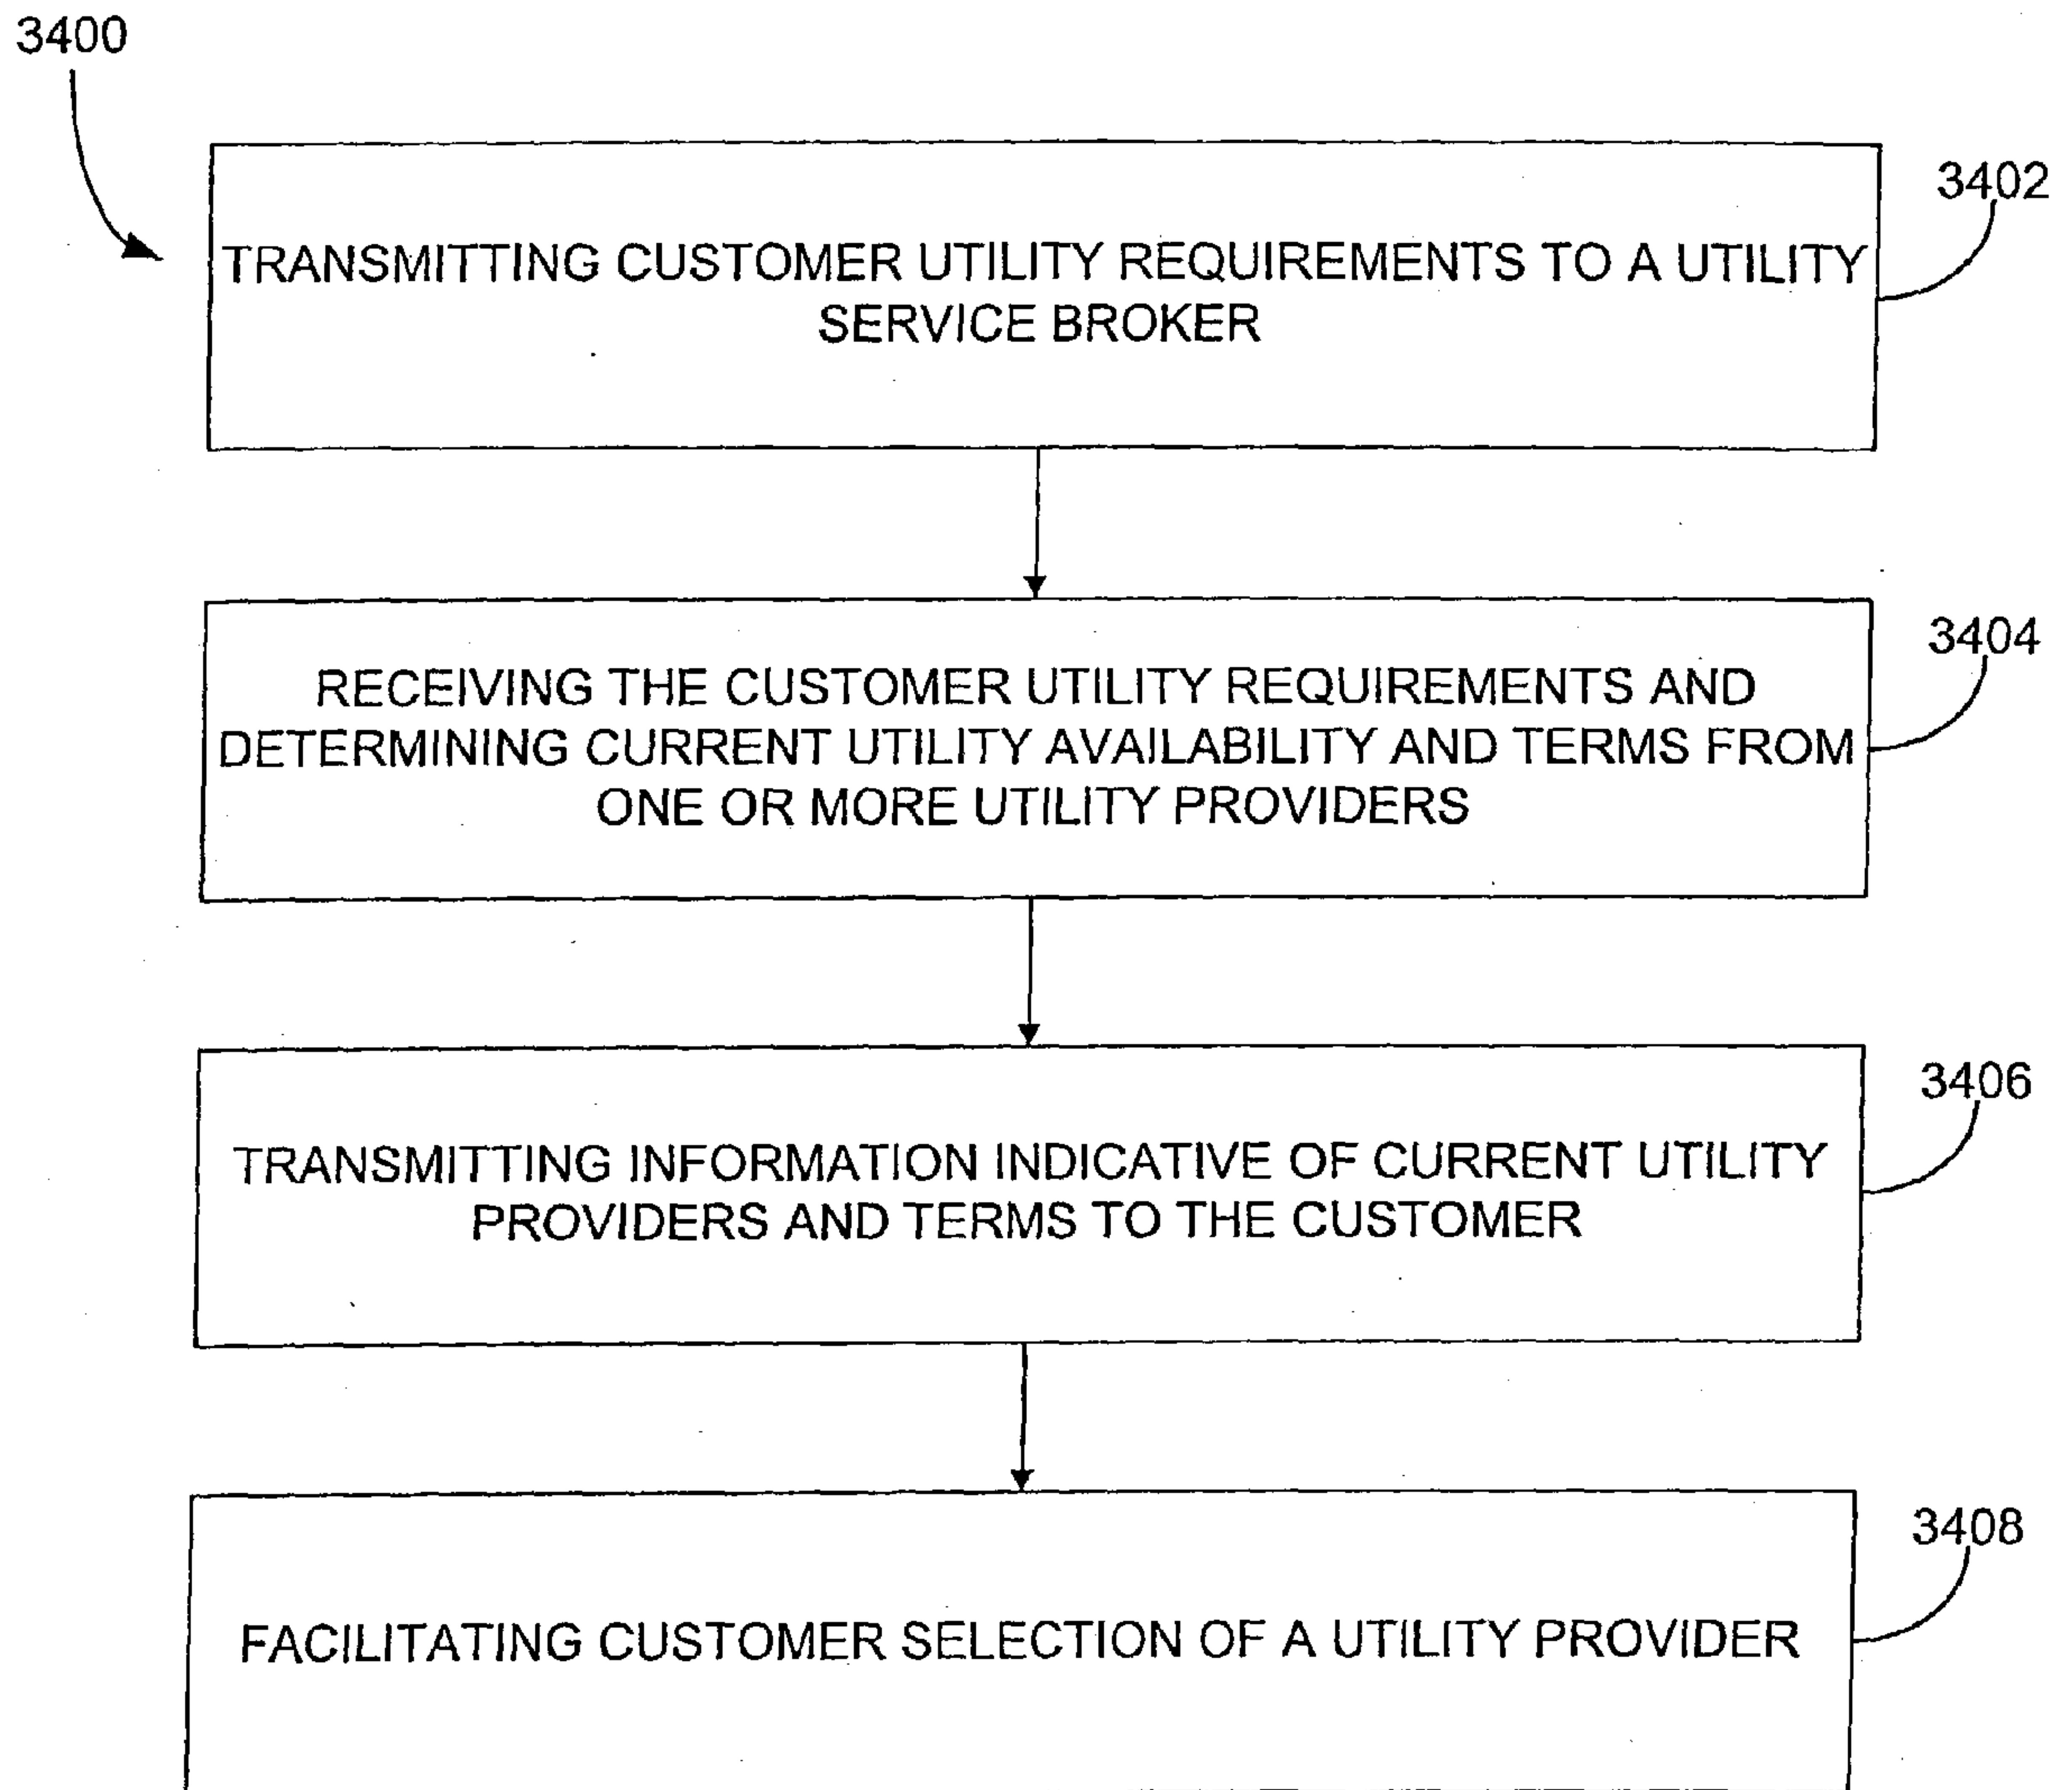 3400
3402
TRANSMITTING CUSTOMER UTILITY REQUIREMENTS TO A UTILITY
SERVICE BROKER
3404
RECEIVING THE CUSTOMER UTILITY REQUIREMENTS AND
DETERMINING CURRENT UTILITY AVAILABILITY AND TERMS FROM
ONE OR MORE UTILITY PROVIDERS
3406
TRANSMITTING INFORMATION INDICATIVE OF CURRENT UTILITY
PROVIDERS AND TERMS TO THE CUSTOMER
3408
FACILITATING CUSTOMER SELECTION OF A UTILITY PROVIDER